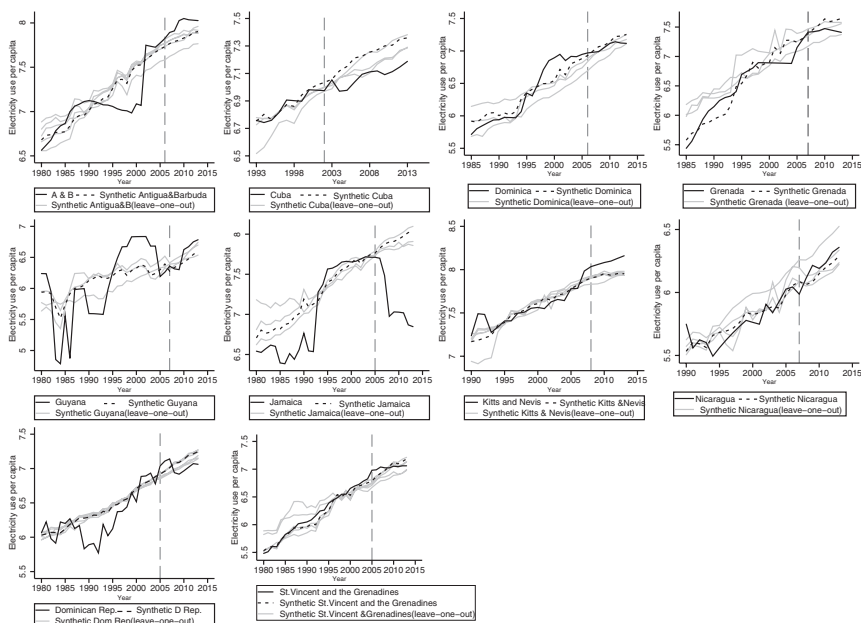 Electricity use per capita
8
7.5
7
6.5
1980 1985 1990 1995 2000 2005 2010 2015
Year
A & B Synthetic Antigua&Barbuda
Synthetic Antigua&B(leave−one−out)
Electricity use per capita
7.5
7.3
7.1
6.9
6.7
6.5
1993 1998 2003 2008 2013
Year
Cuba Synthetic Cuba
Synthetic Cuba(leave−one−out)
Electricity use per capita
7.5
7
6.5
6
5.5
1985 1990 1995 2000 2005 2010 2015
Year
Dominica Synthetic Dominica
Synthetic Dominica(leave−one−out)
Electricity use per capita
7.5
7
6.5
6
5.5
1985 1990 1995 2000 2005 2010 2015
Year
Grenada Synthetic Grenada
Synthetic Grenada (leave−one−out)
Electricity use per capita
7
6.5
6
5.5
5
1980 1985 1990 1995 2000 2005 2010 2015
Year
Guyana Synthetic Guyana
Synthetic Guyana(leave−one−out)
Electricity use per capita
8
7.5
7
6.5
1980 1985 1990 1995 2000 2005 2010 2015
Year
Jamaica Synthetic Jamaica
Synthetic Jamaica(leave−one−out)
Electricity use per capita
8.5
8
7.5
7
1990 1995 2000 2005 2010 2015
Year
Kitts and Nevis Synthetic Kitts &Nevis
Synthetic Kitts & Nevis(leave−one−out)
Electricity use per capita
6.5
6
5.5
1990 1995 2000 2005 2010 2015
Year
Nicaragua Synthetic Nicaragua
Synthetic Nicaragua(leave−one−out)
Electricity use per capita
7.5
7
6.5
6
5.5
1980 1985 1990 1995 2000 2005 2010 2015
Year
Dominican Rep. Synthetic D Rep.
Synthetic Dom Rep(leave−one−out)
Electricity use per capita
7.5
7
6.5
6
5.5
1980 1985 1990 1995 2000 2005 2010 2015
Year
St.Vincent and the Grenadines
Synthetic St.Vincent and the Grenadines
Synthetic St.Vincent &Grenadines(leave−one−out)